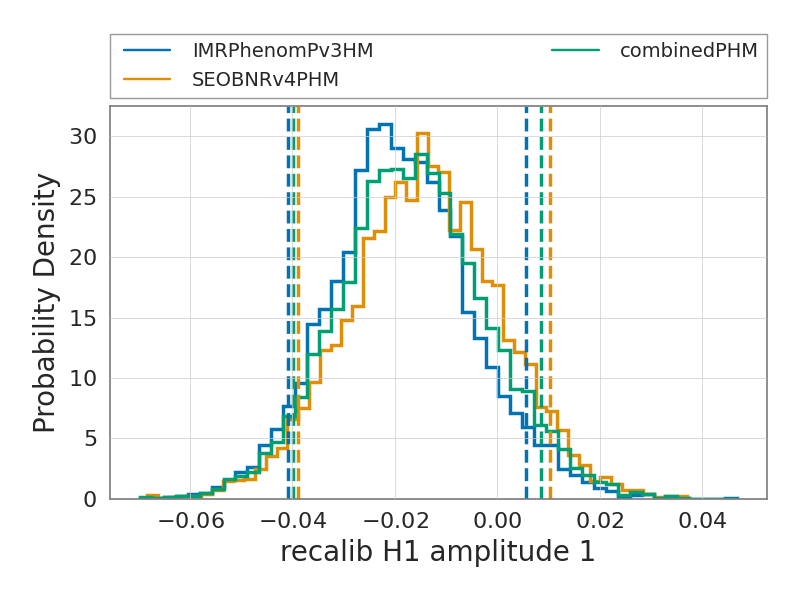 IMRPhenomPv3HM
SEOBNRv4PHM
combinedPHM
30
25
20
15
10
5
0
−0.06 −0.04 −0.02 0.00 0.02 0.04
recalib H1 amplitude 1
Probability Density